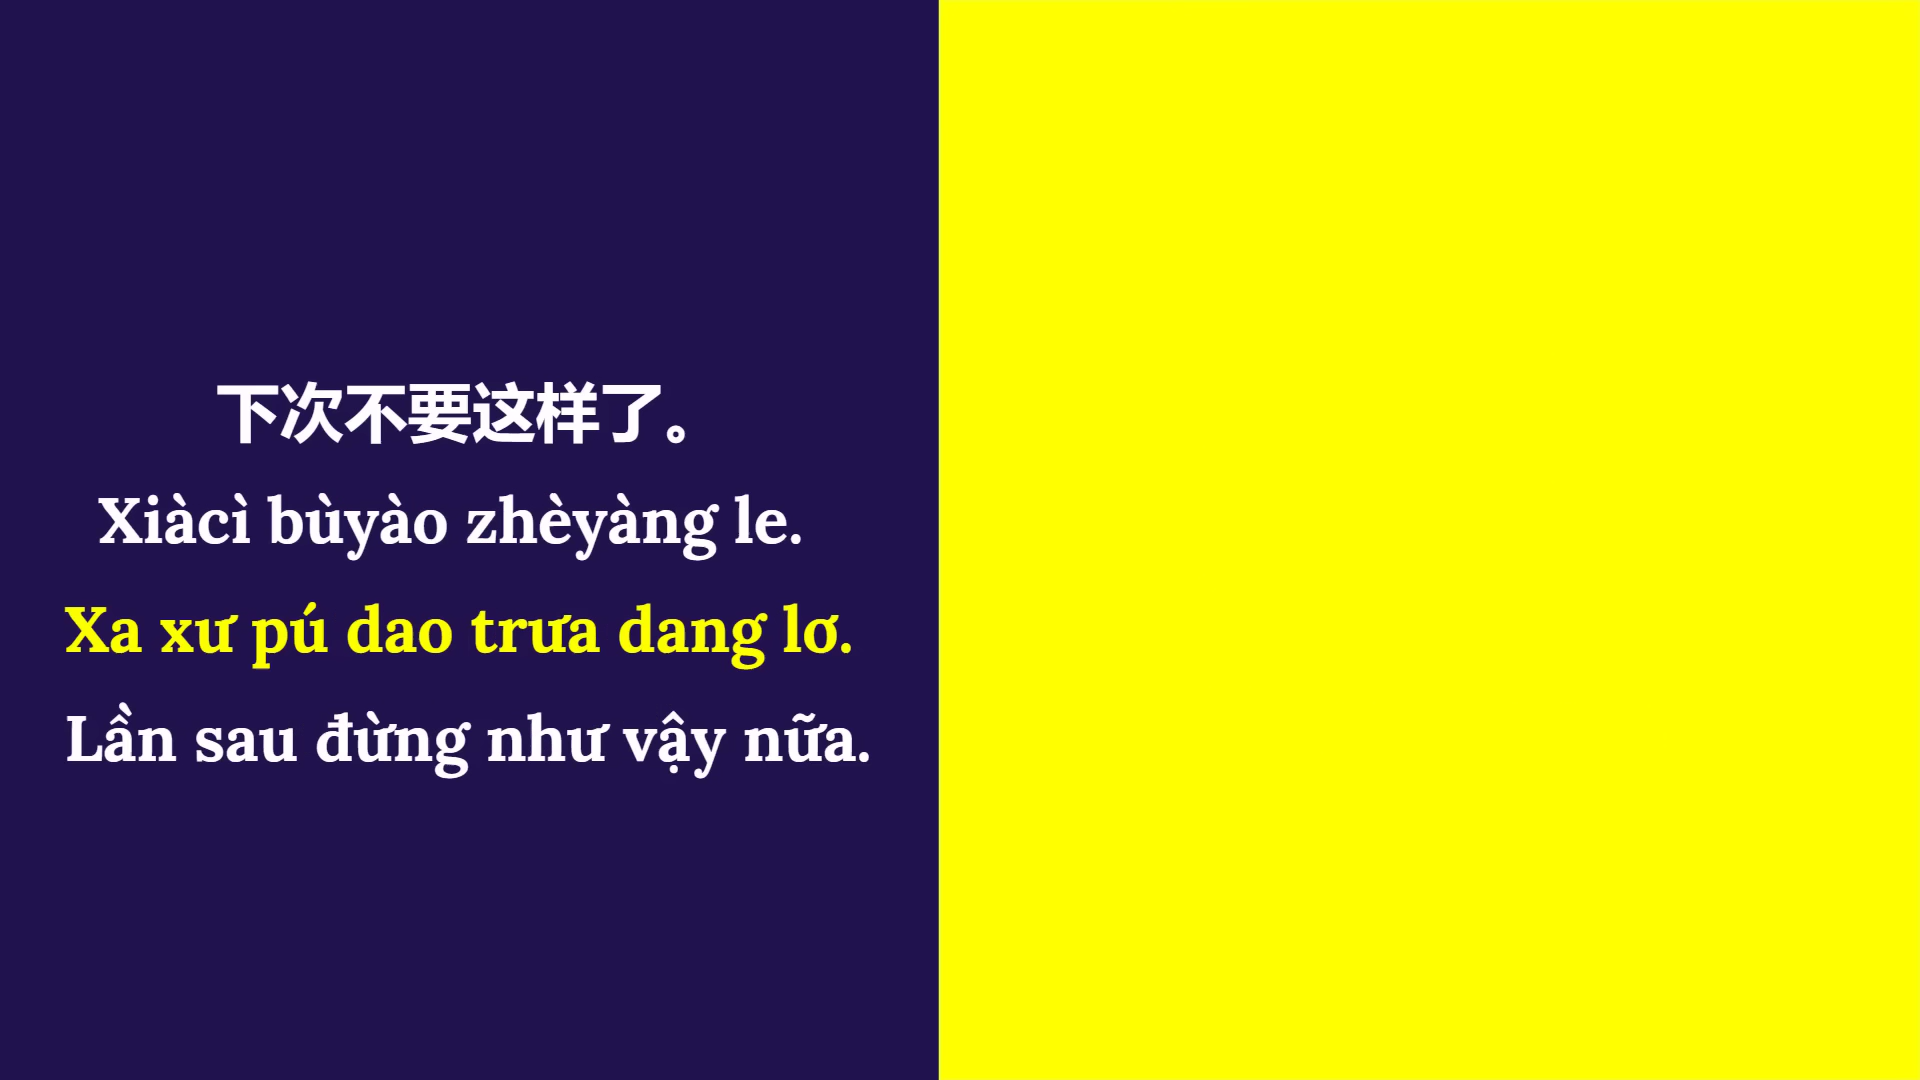 下次不要这样了。
Xiàcì bùyào zhèyàng le.
Xa xư pú dao trưa dang lơ.
Lần sau đừng như vậy nữa.